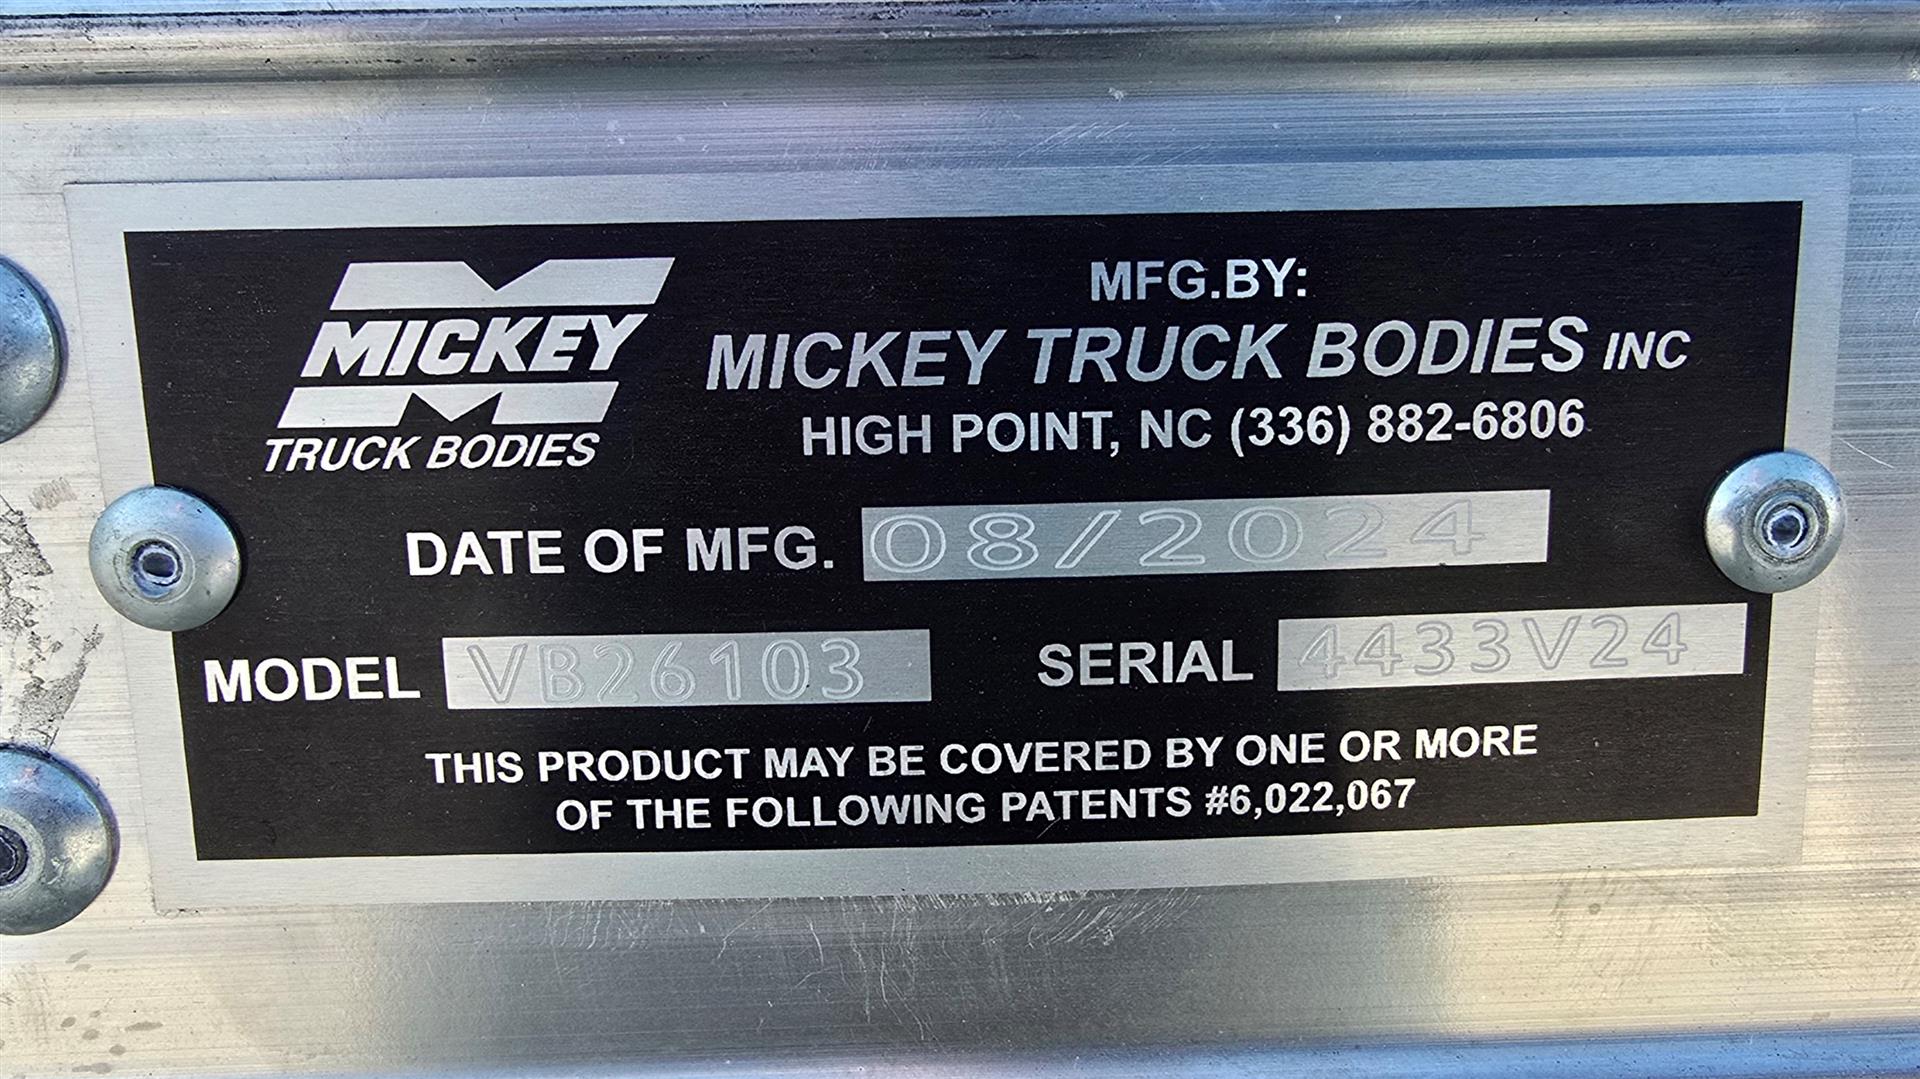 MICKEY
TRUCK BODIES
MFG.BY:
MICKEY TRUCK BODIES INC
HIGH POINT, NC (336) 882-6806
DATE OF MFG. 08/2024
MODEL VB26103 SERIAL 4433V24
THIS PRODUCT MAY BE COVERED BY ONE OR MORE
OF THE FOLLOWING PATENTS #6,022,067